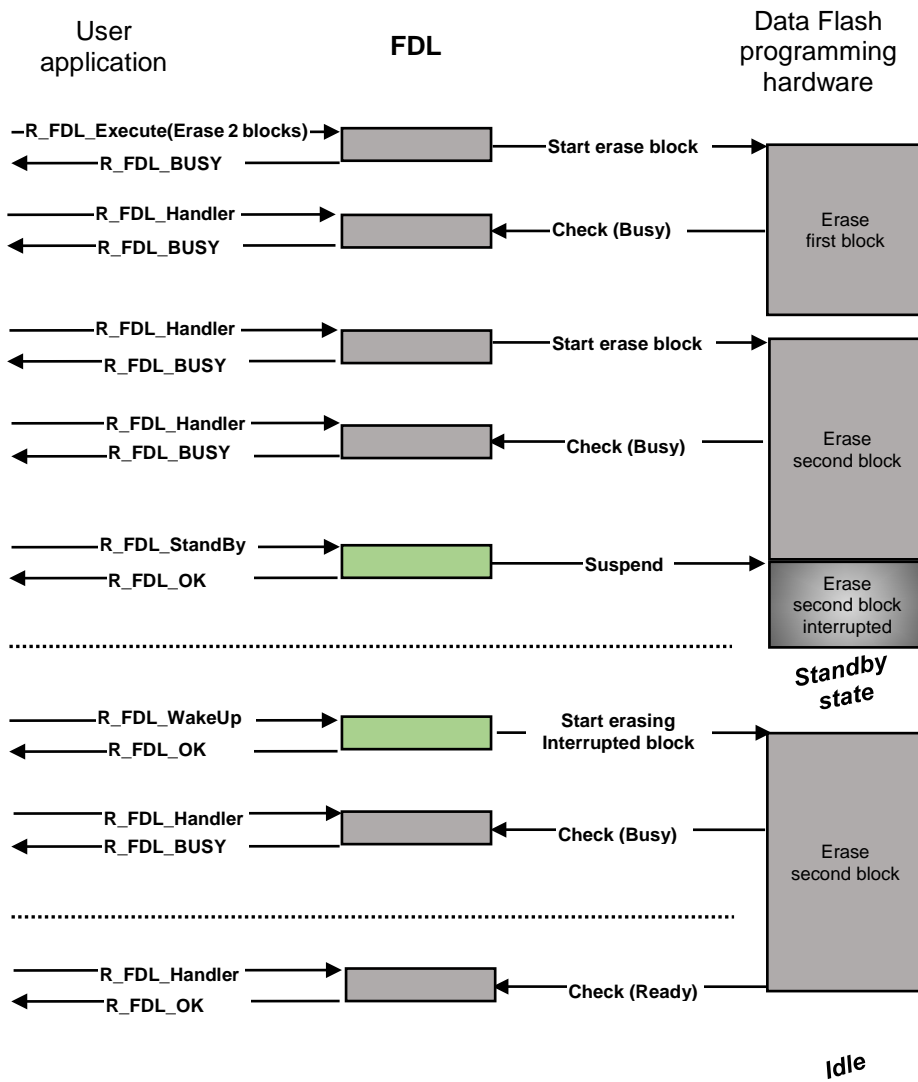 User
application
FDL
Data Flash
programming
hardware
R_FDL_Execute(Erase 2 blocks)
R_FDL_BUSY
Start erase block
R_FDL_Handler
R_FDL_BUSY
Check (Busy)
Erase
first block
R_FDL_Handler
R_FDL_BUSY
Start erase block
R_FDL_Handler
R_FDL_BUSY
Check (Busy)
Erase
second block
R_FDL_StandBy
R_FDL_OK
Suspend
Erase
second block
interrupted
Standby
state
R_FDL_WakeUp
R_FDL_OK
Start erasing
Interrupted block
R_FDL_Handler
R_FDL_BUSY
Check (Busy)
Erase
second block
R_FDL_Handler
R_FDL_OK
Check (Ready)
Idle